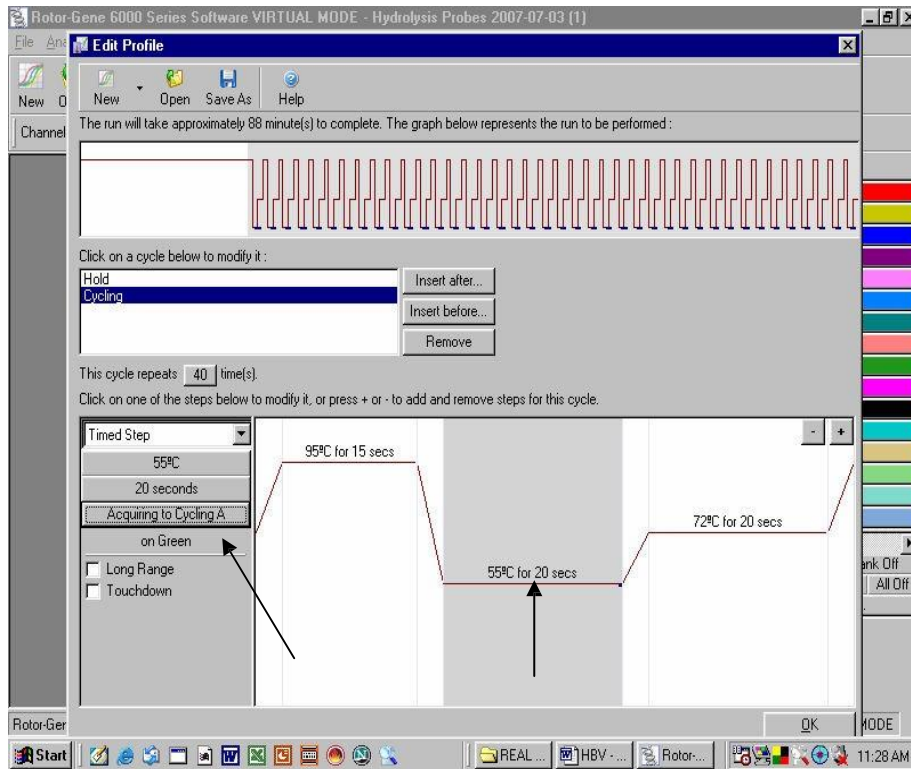 Rotor-Gene 6000 Series Software VIRTUAL MODE - Hydrolysis Probes 2007-07-03 (1)
File Ana
Edit Profile
New O
New Open Save As Help
Channel
The run will take approximately 88 minute(s) to complete. The graph below represents the run to be performed :
Click on a cycle below to modify it :
Hold
Cycling
Insert after...
Insert before...
Remove
This cycle repeats 40 time(s).
Click on one of the steps below to modify it, or press + or - to add and remove steps for this cycle.
Timed Step
- +
55ºC
20 seconds
Acquiring to Cycling A
on Green
Long Range
Touchdown
95ºC for 15 secs
55ºC for 20 secs
72ºC for 20 secs
ank Off
All Off
OK
Rotor-Ger
MODE
Start
REAL ...
HBV - ...
Rotor-...
11:28 AM